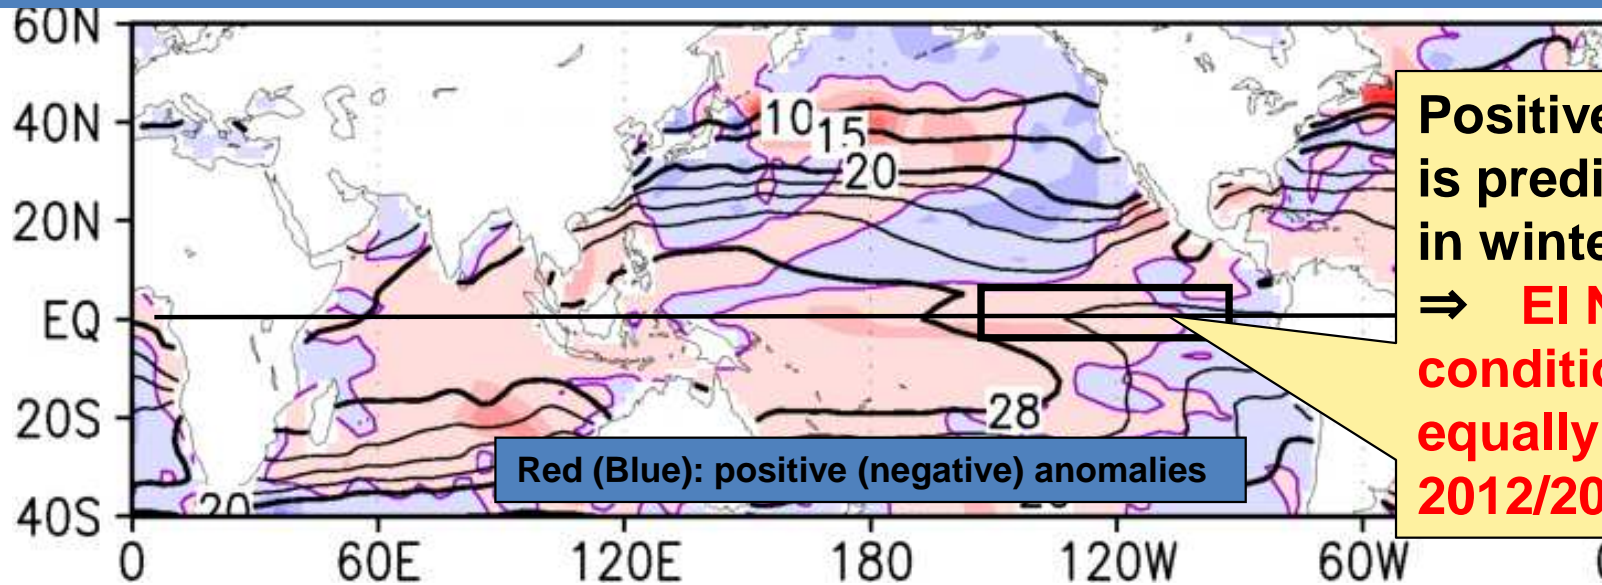 60N
40N
20N
EQ
20S
40S
0
60E
120E
180
120W
60W
10
15
20
28
20
Red (Blue): positive (negative) anomalies
Positive
is predi
in winte
⇒ El N
conditio
equally
2012/20